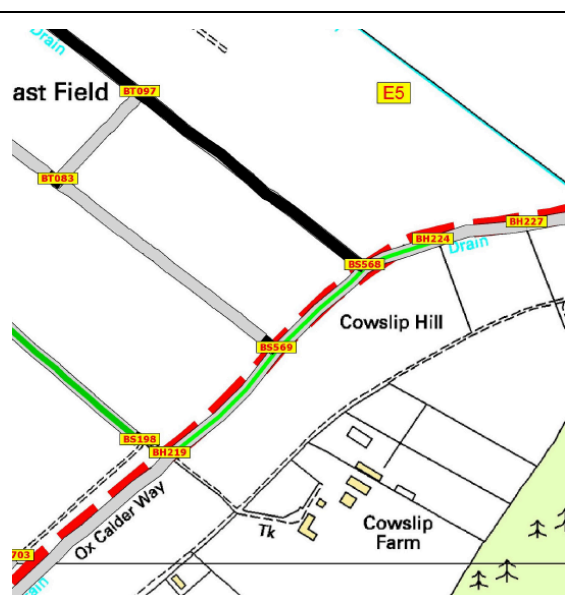 Drain
BT097
ast Field
E5
BT083
BH227
BH224
Drain
BS568
Cowslip Hill
BS569
BS198
BH219
Ox Calder Way
Tk
Cowslip
Farm
703
Drain